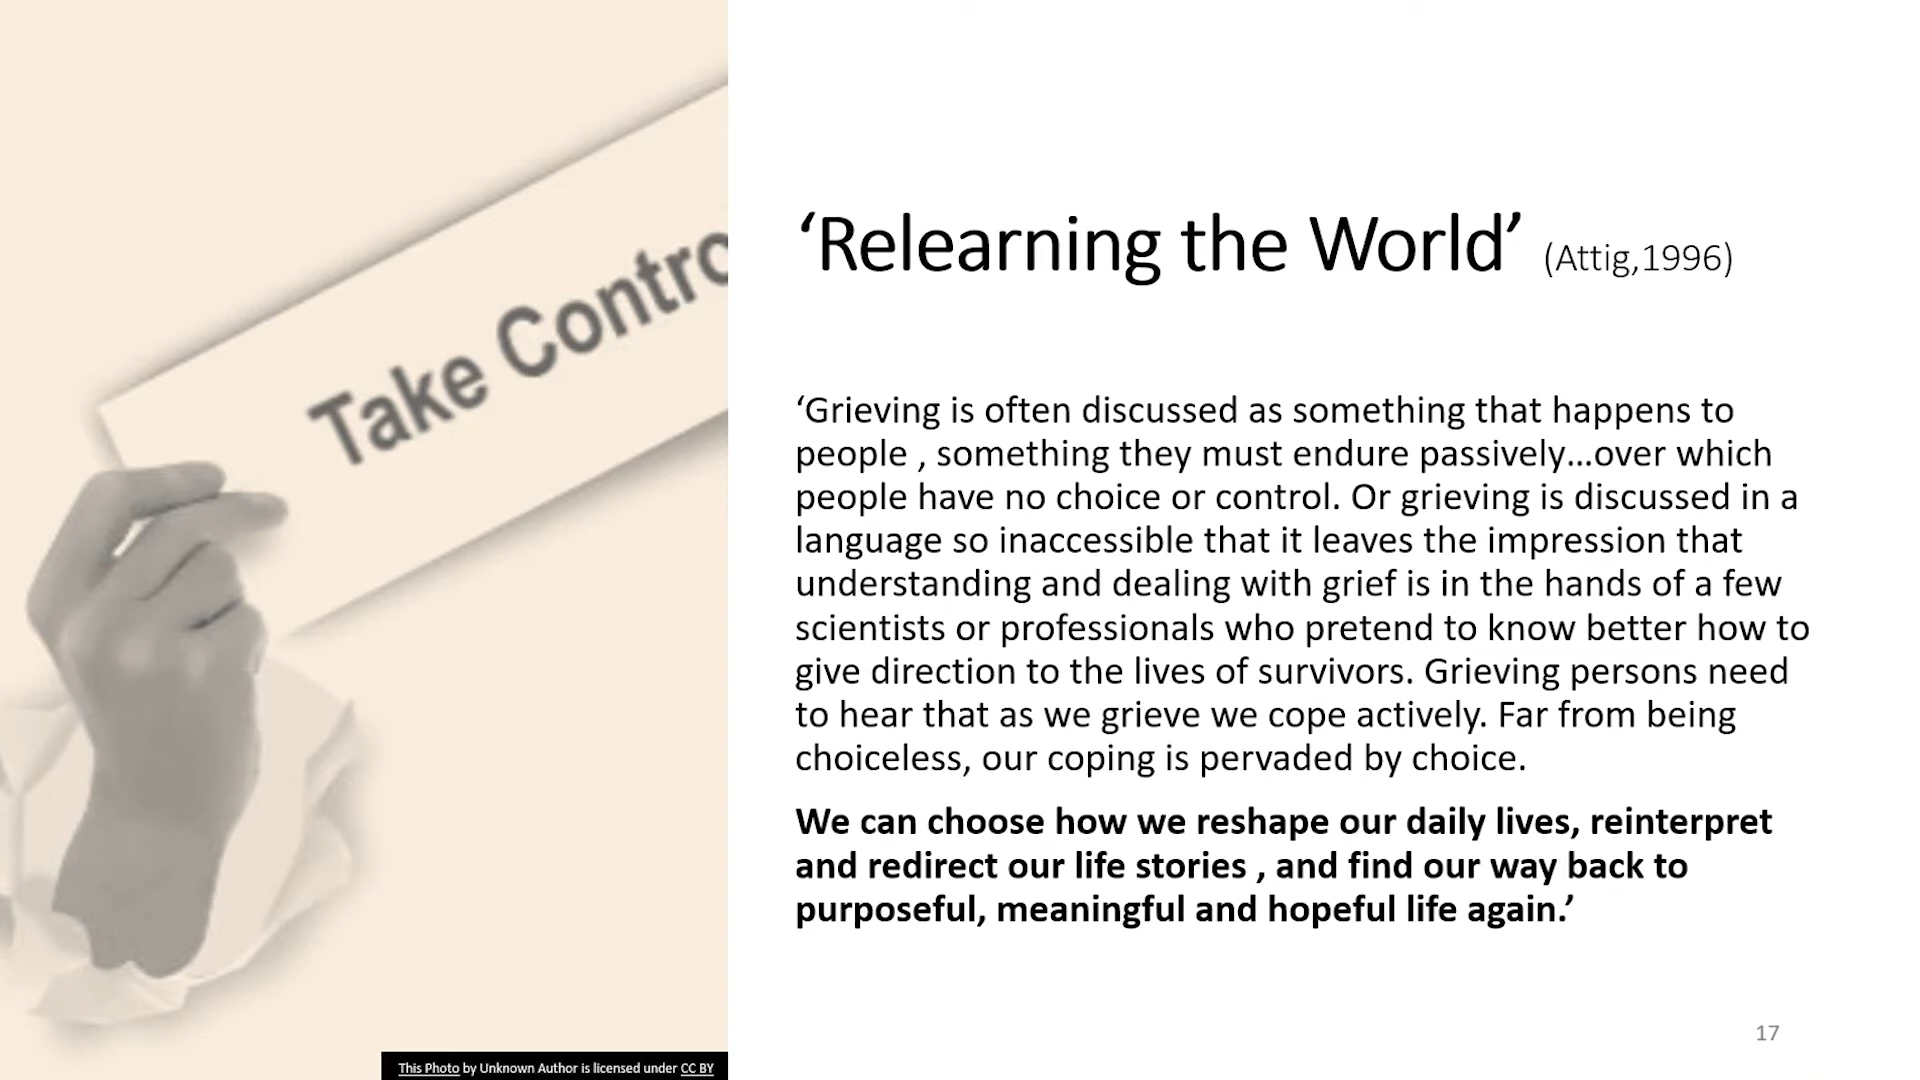 Take Contro
‘Relearning the World’ (Attig,1996)
‘Grieving is often discussed as something that happens to
people , something they must endure passively…over which
people have no choice or control. Or grieving is discussed in a
language so inaccessible that it leaves the impression that
understanding and dealing with grief is in the hands of a few
scientists or professionals who pretend to know better how to
give direction to the lives of survivors. Grieving persons need
to hear that as we grieve we cope actively. Far from being
choiceless, our coping is pervaded by choice.
We can choose how we reshape our daily lives, reinterpret
and redirect our life stories , and find our way back to
purposeful, meaningful and hopeful life again.’
17
This Photo by Unknown Author is licensed under CC BY